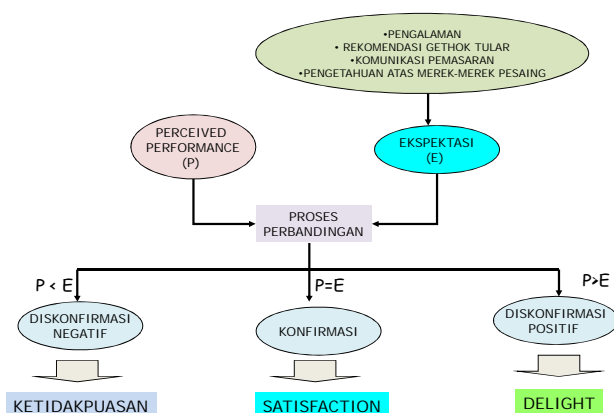 •PENGALAMAN
• REKOMENDASI GETHOK TULAR
•KOMUNIKASI PEMASARAN
•PENGETAHUAN ATAS MEREK-MEREK PESAING
PERCEIVED
PERFORMANCE
(P)
EKSPEKTASI
(E)
PROSES
PERBANDINGAN
P < E
P=E
P>E
DISKONFIRMASI
NEGATIF
KONFIRMASI
DISKONFIRMASI
POSITIF
KETIDAKPUASAN
SATISFACTION
DELIGHT